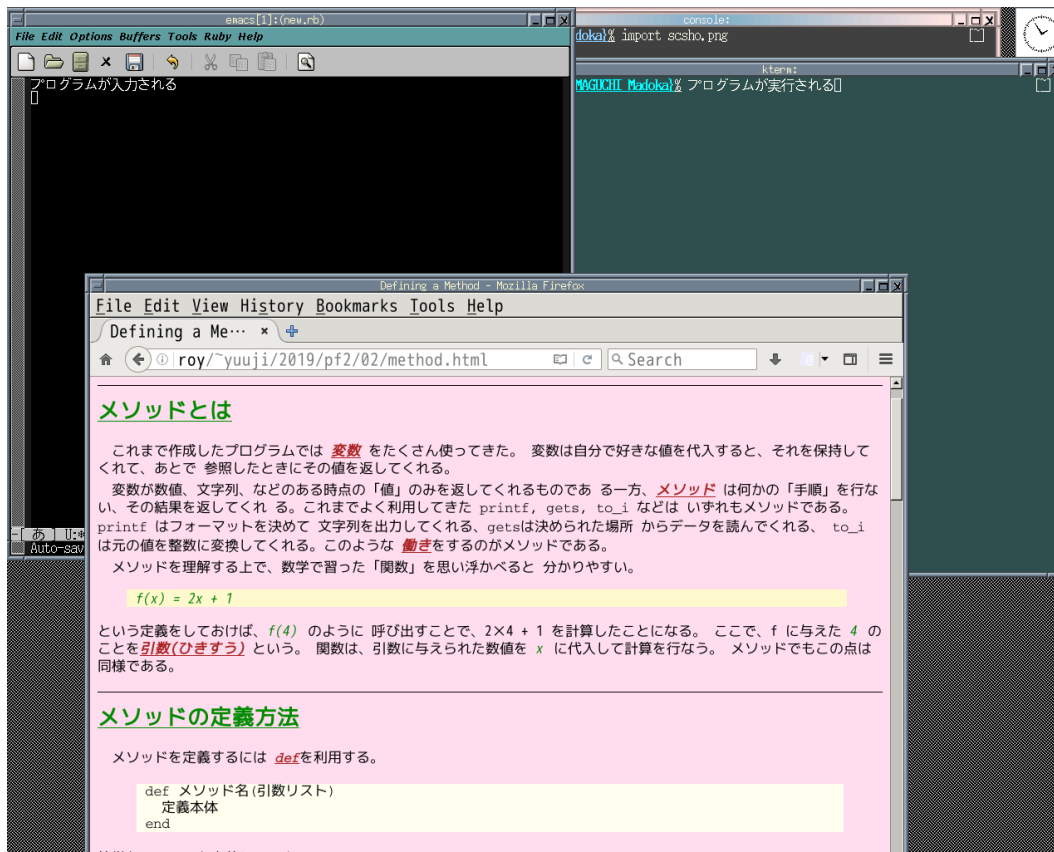 emacs[1]:(new.rb)
File Edit Options Buffers Tools Ruby Help
プログラムが入力される
-[ あ ] U:*
Auto-sav
console:
doka}% import scsho.png
kterm:
MAGUCHI Madoka}% プログラムが実行される
Defining a Method - Mozilla Firefox
File Edit View History Bookmarks Tools Help
Defining a Me… ×
roy/~yuuji/2019/pf2/02/method.html
Search
メソッドとは
これまで作成したプログラムでは 変数 をたくさん使ってきた。 変数は自分で好きな値を代入すると、それを保持して
くれて、あとで 参照したときにその値を返してくれる。
変数が数値、文字列、などのある時点の「値」のみを返してくれるものであ る一方、メソッド は何かの「手順」を行な
い、その結果を返してくれ る。これまでよく利用してきた printf, gets, to_i などは いずれもメソッドである。
printf はフォーマットを決めて 文字列を出力してくれる、getsは決められた場所 からデータを読んでくれる、 to_i
は元の値を整数に変換してくれる。このような 働きをするのがメソッドである。
メソッドを理解する上で、数学で習った「関数」を思い浮かべると 分かりやすい。
f(x) = 2x + 1
という定義をしておけば、f(4) のように 呼び出すことで、2×4 + 1 を計算したことになる。 ここで、f に与えた 4 の
ことを引数(ひきすう) という。 関数は、引数に与えられた数値を x に代入して計算を行なう。 メソッドでもこの点は
同様である。
メソッドの定義方法
メソッドを定義するには defを利用する。
def メソッド名(引数リスト)
定義本体
end